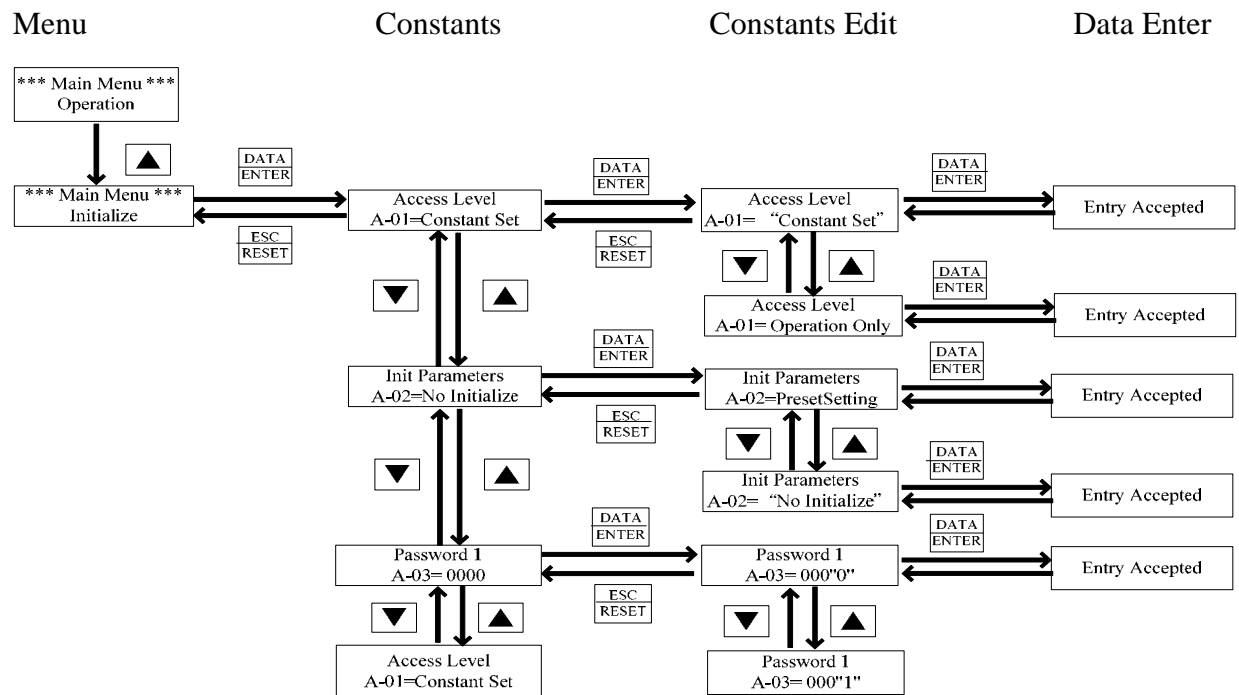 Menu Constants Constants Edit Data Enter
*** Main Menu ***
Operation
▲
DATA
ENTER
DATA
ENTER
DATA
ENTER
*** Main Menu ***
Initialize
Access Level
A-01=Constant Set
Access Level
A-01= “Constant Set”
Entry Accepted
ESC
RESET
ESC
RESET
▼ ▲
▼ ▲
DATA
ENTER
Access Level
A-01= Operation Only
Entry Accepted
DATA
ENTER
DATA
ENTER
Init Parameters
A-02=No Initialize
Init Parameters
A-02=PresetSetting
Entry Accepted
ESC
RESET
▼ ▲
▼ ▲
DATA
ENTER
Init Parameters
A-02= “No Initialize”
Entry Accepted
DATA
ENTER
DATA
ENTER
Password 1
A-03= 0000
Password 1
A-03= 000"0"
Entry Accepted
ESC
RESET
▼ ▲
▼ ▲
Access Level
A-01=Constant Set
Password 1
A-03= 000"1"